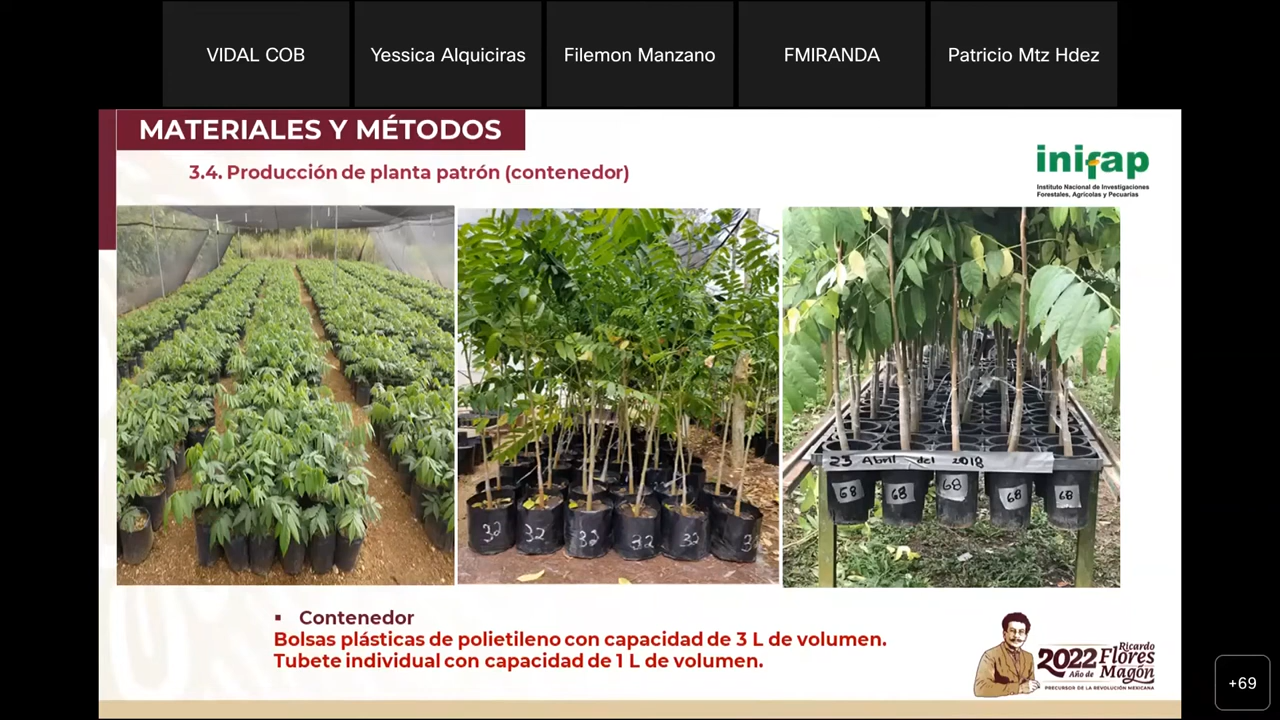 VIDAL COB
Yessica Alquiciras
Filemon Manzano
FMIRANDA
Patricio Mtz Hdez
MATERIALES Y MÉTODOS
3.4. Producción de planta patrón (contenedor)
inifap
Instituto Nacional de Investigaciones
Forestales, Agrícolas y Pecuarias
23 Abril del 2018
32 32 32 32 32 3
68 68 68 68 68
▪ Contenedor
Bolsas plásticas de polietileno con capacidad de 3 L de volumen.
Tubete individual con capacidad de 1 L de volumen.
2022 Ricardo
Año de Flores
Magón
PRECURSOR DE LA REVOLUCIÓN MEXICANA
+69